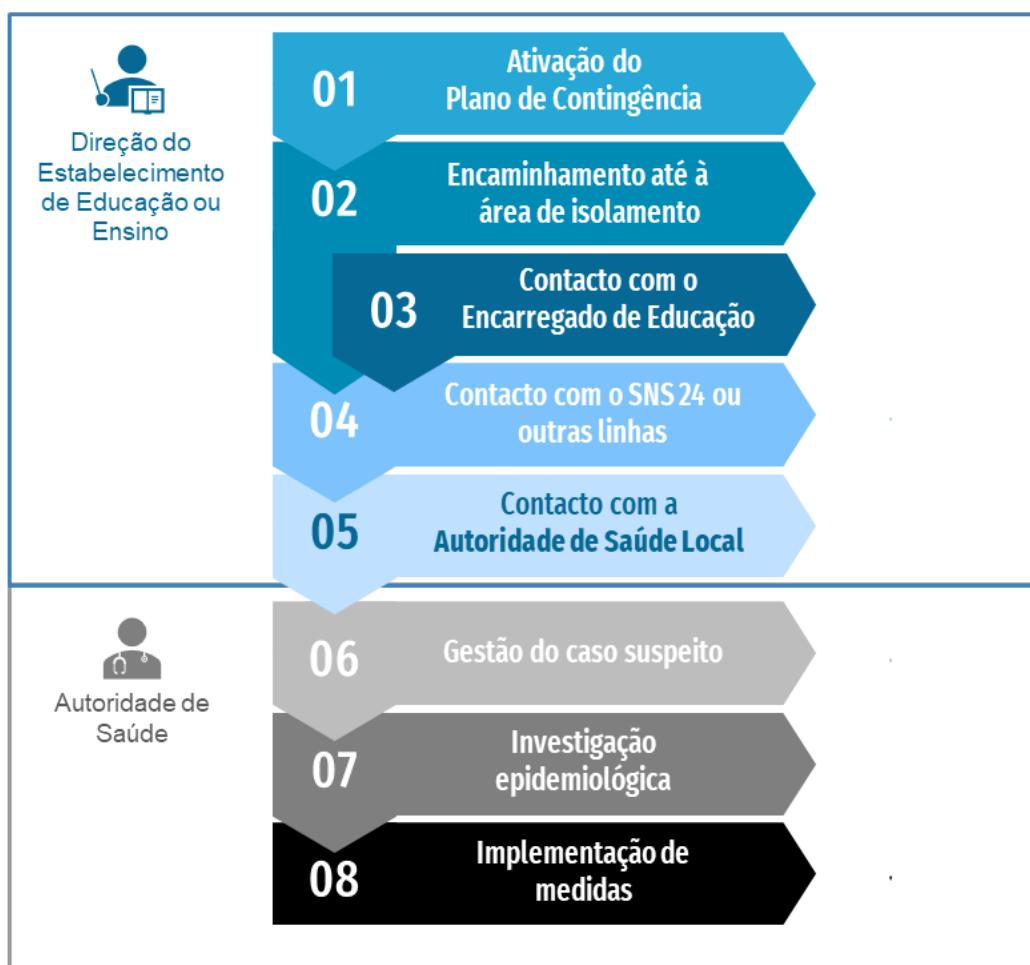 Direção do
Estabelecimento
de Educação ou
Ensino
01
Ativação do
Plano de Contingência
02
Encaminhamento até à
área de isolamento
03
Contacto com o
Encarregado de Educação
04
Contacto com o SNS 24 ou
outras linhas
05
Contacto com a
Autoridade de Saúde Local
Autoridade de
Saúde
06
Gestão do caso suspeito
07
Investigação
epidemiológica
08
Implementação de
medidas